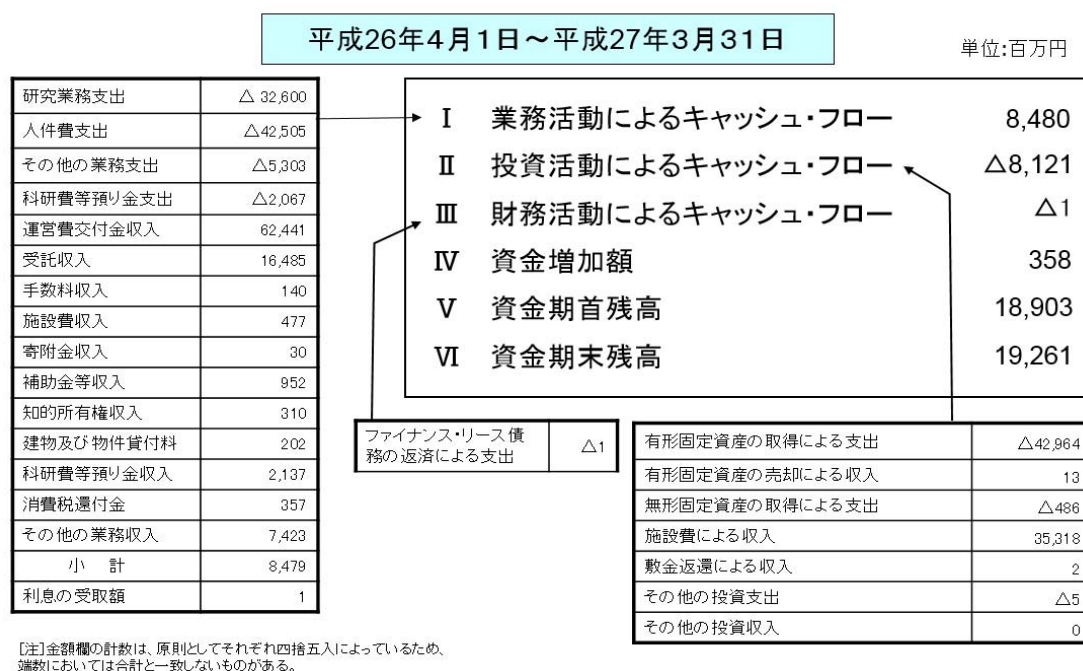 平成26年4月1日～平成27年3月31日
単位:百万円
研究業務支出 △ 32,600
人件費支出 △42,505
その他の業務支出 △5,303
科研費等預り金支出 △2,067
運営費交付金収入 62,441
受託収入 16,485
手数料収入 140
施設費収入 477
寄附金収入 30
補助金等収入 952
知的所有権収入 310
建物及び物件貸付料 202
科研費等預り金収入 2,137
消費税還付金 357
その他の業務収入 7,423
小 計 8,479
利息の受取額 1
Ⅰ 業務活動によるキャッシュ・フロー 8,480
Ⅱ 投資活動によるキャッシュ・フロー △8,121
Ⅲ 財務活動によるキャッシュ・フロー △1
Ⅳ 資金増加額 358
Ⅴ 資金期首残高 18,903
Ⅵ 資金期末残高 19,261
ファイナンス・リース債
務の返済による支出 △1
有形固定資産の取得による支出 △42,964
有形固定資産の売却による収入 13
無形固定資産の取得による支出 △486
施設費による収入 35,318
敷金返還による収入 2
その他の投資支出 △5
その他の投資収入 0
[注]金額欄の計数は、原則としてそれぞれ四捨五入によっているため、
端数においては合計と一致しないものがある。